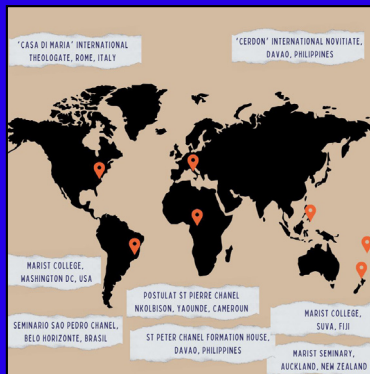 'CASA DI MARIA' INTERNATIONAL
THEOLOGATE, ROME, ITALY
'CERDON' INTERNATIONAL NOVITIATE,
DAVAO, PHILIPPINES
MARIST COLLEGE,
WASHINGTON DC, USA
SEMINARIO SAO PEDRO CHANEL,
BELO HORIZONTE, BRASIL
POSTULAT ST PIERRE CHANEL
NKOLBISON, YAOUNDE, CAMEROUN
ST PETER CHANEL FORMATION HOUSE,
DAVAO, PHILIPPINES
MARIST COLLEGE,
SUVA, FIJI
MARIST SEMINARY,
AUCKLAND, NEW ZEALAND